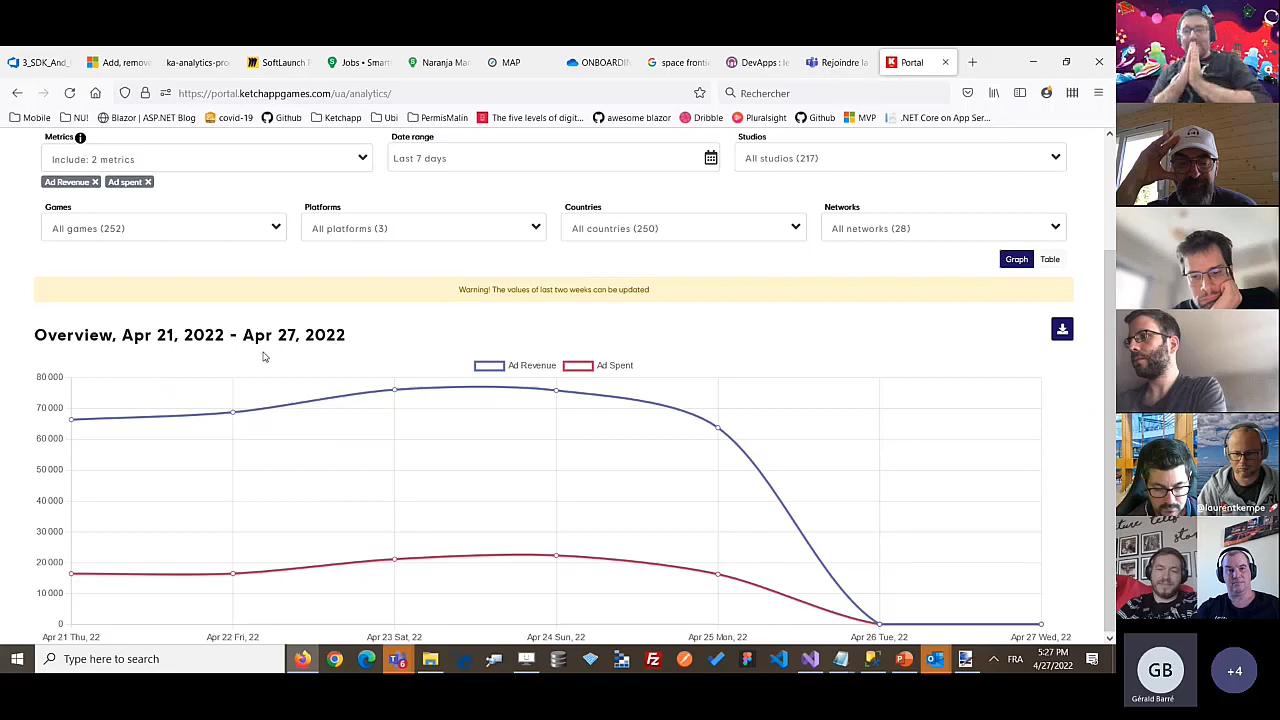 3_SDK_And_
Add, remove
ka-analytics-pro
SoftLaunch P
Jobs • Smart
Naranja M
MAP
ONBOARDIN
space fronti
DevApps : le
Rejoindre la
Portal
https://portal.ketchappgames.com/ua/analytics/
Rechercher
Mobile
NU!
Blazor | ASP.NET Blog
covid-19
Github
Ketchapp
Ubi
PermisMalin
The five levels of digit...
awesome blazor
Dribble
Pluralsight
Github
MVP
.NET Core on App Ser...
Metrics
Date range
Studios
Include: 2 metrics
Last 7 days
All studios (217)
Ad Revenue
Ad spent
Games
Platforms
Countries
Networks
All games (252)
All platforms (3)
All countries (250)
All networks (28)
Graph
Table
Warning! The values of last two weeks can be updated
Overview, Apr 21, 2022 - Apr 27, 2022
Ad Revenue
Ad Spent
80 000
70 000
60 000
50 000
40 000
30 000
20 000
10 000
0
Apr 21 Thu, 22
Apr 22 Fri, 22
Apr 23 Sat, 22
Apr 24 Sun, 22
Apr 25 Mon, 22
Apr 26 Tue, 22
Apr 27 Wed, 22
Type here to search
FRA
5:27 PM
4/27/2022
@laurentkempe
GB
Gérald Barré
+4